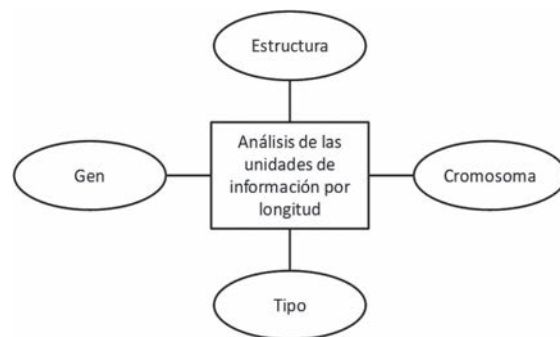 Estructura
Gen
Análisis de las
unidades de
información por
longitud
Cromosoma
Tipo